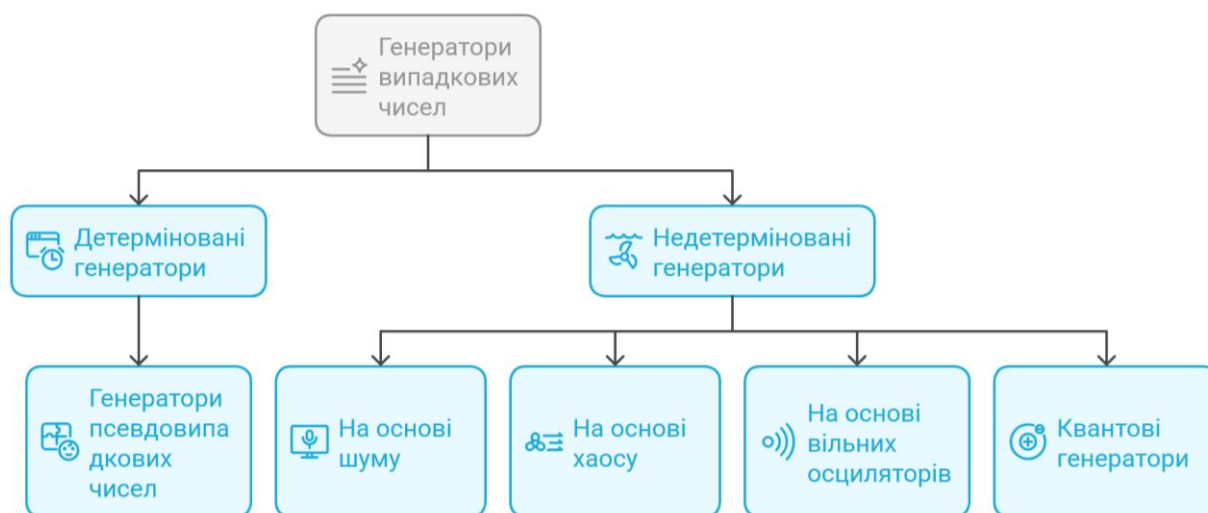 Генератори
випадкових
чисел
Детерміновані
генератори
Недетерміновані
генератори
Генератори
псевдовипа
дкових
чисел
На основі
шуму
На основі
хаосу
На основі
вільних
осциляторів
Квантові
генератори